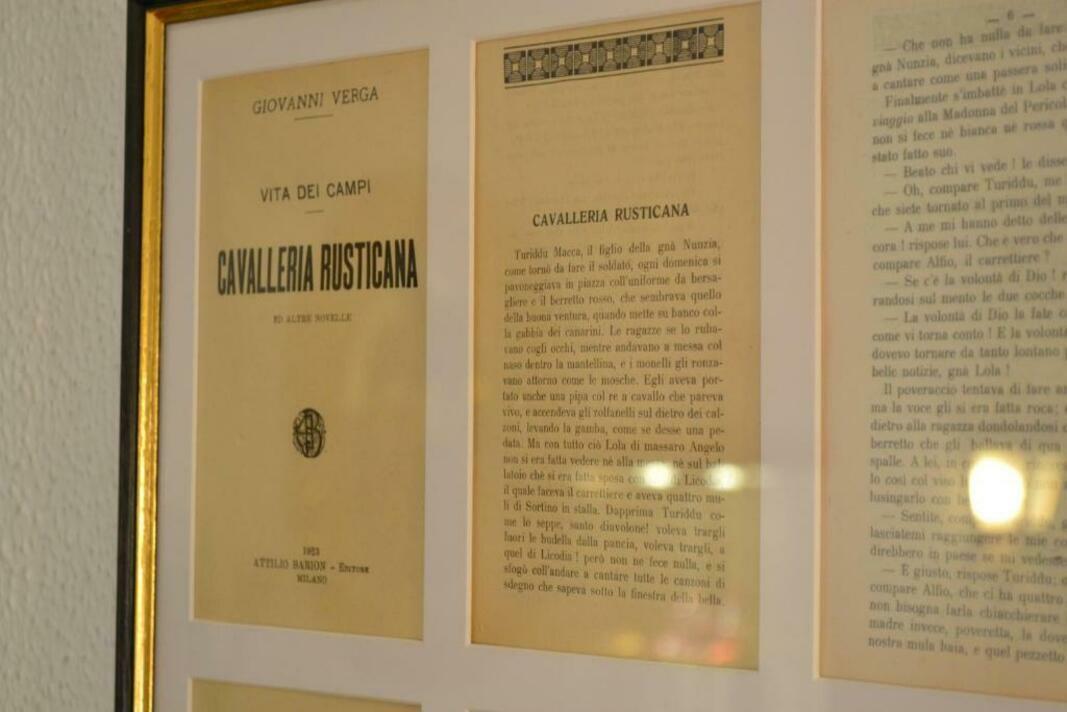 GIOVANNI VERGA
VITA DEI CAMPI
CAVALLERIA RUSTICANA
ED ALTRE NOVELLE
1923
ATTILIO BARION - EDITORE
MILANO
CAVALLERIA RUSTICANA
Turiddu Macca, il figlio della gnà Nunzia,
come tornò da fare il soldato, ogni domenica si
pavoneggiava in piazza coll'uniforme da bersa-
gliere e il berretto rosso, che sembrava quello
della buona ventura, quando mette su banco col-
la gabbia dei canarini. Le ragazze se lo ruba-
vano cogli occhi, mentre andavano a messa col
naso dentro la mantellina, e i monelli gli ronza-
vano attorno come le mosche. Egli aveva por-
tato anche una pipa col re a cavallo che pareva
vivo, e accendeva gli zolfanelli sul dietro dei cal-
zoni, levando la gamba, come se desse una pe-
data. Ma con tutto ciò Lola di massaro Angelo
non si era fatta vedere nè alla nè sul bal-
latoio chè si era fatta sposa Licodia,
il quale faceva il carrettiere e aveva quattro mu-
li di Sortino in stalla. Dapprima Turiddu co-
me lo seppe, santo diavolone! voleva trargli
fuori le budella dalla pancia, voleva trargli, a
quel di Licodia! però non ne fece nulla, e si
sfogò coll'andare a cantare tutte le canzoni di
sdegno che sapeva sotto la finestra della bella.
— 6 —
— Che non ha nulla da fare
gnà Nunzia, dicevano i vicini, che
a cantare come una passera soli
Finalmente s'imbattè in Lola
viaggio alla Madonna del Pericol
non si fece nè bianca nè rossa
stato fatto suo.
— Beato chi vi vede! le disse
— Oh, compare Turiddu, me
che siete tornato al primo del
— A me mi hanno detto delle
cora! rispose lui. Che è vero che
compare Alfio, il carrettiere?
— Se c'è la volontà di Dio!
randosi sul mento le due cocche
— La volontà di Dio la fate
come vi torna conto! E la volontà
dovevo tornare da tanto lontano
belle notizie, gnà Lola!
Il poveraccio tentava di fare
ma la voce gli si era fatta roca;
dietro alla ragazza dondolandosi
berretto che gli ballava di qua
spalle. A lei, in
lo così col viso
lusingarlo con
— Sentite,
lasciatemi raggiungere le mie
direbbero in paese se mi vedesse
— È giusto, rispose Turiddu;
compare Alfio, che ci ha quattro
non bisogna farla chiacchierare
madre invece, poveretta, la dove
nostra mula baia, e quel pezzetto